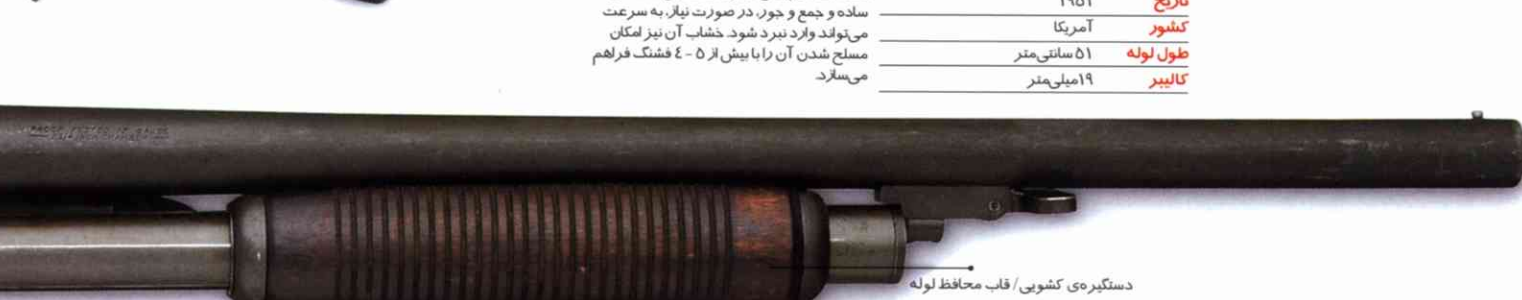 تاریخ ۱۹۵۱
کشور آمریکا
طول لوله ۵۱ سانتی‌متر
کالیبر ۱۹میلی‌متر
ساده و جمع و جور، در صورت نیاز، به سرعت
می‌تواند وارد نبرد شود. خشاب آن نیز امکان
مسلح شدن آن را با بیش از ۵ - ٤ فشنگ فراهم
می‌سازد.
دستگیره‌ی کشویی/ قاب محافظ لوله